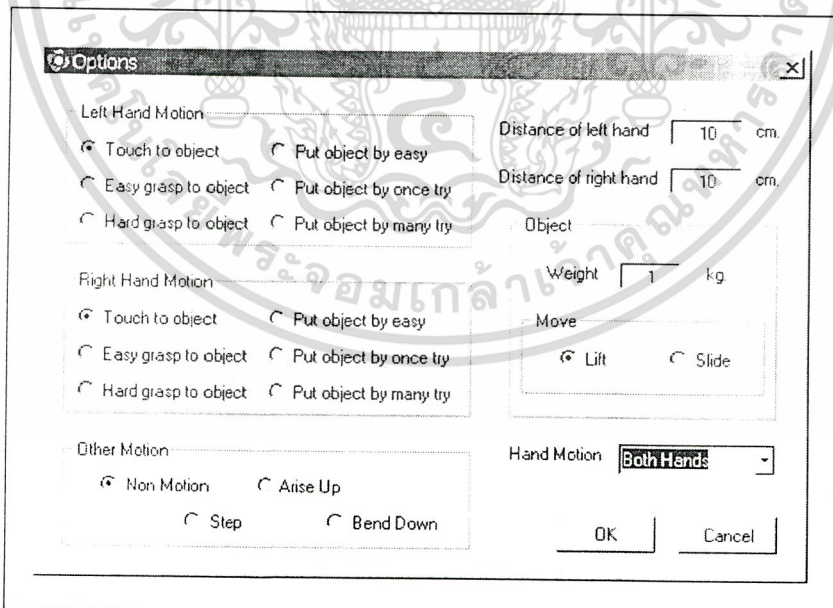 Options
Left Hand Motion
Touch to object Put object by easy
Easy grasp to object Put object by once try
Hard grasp to object Put object by many try
Distance of left hand 10 cm.
Distance of right hand 10 cm.
Object
Weight 1 kg.
Move
Lift Slide
Right Hand Motion
Touch to object Put object by easy
Easy grasp to object Put object by once try
Hard grasp to object Put object by many try
Other Motion
Non Motion Arise Up
Step Bend Down
Hand Motion Both Hands
OK Cancel